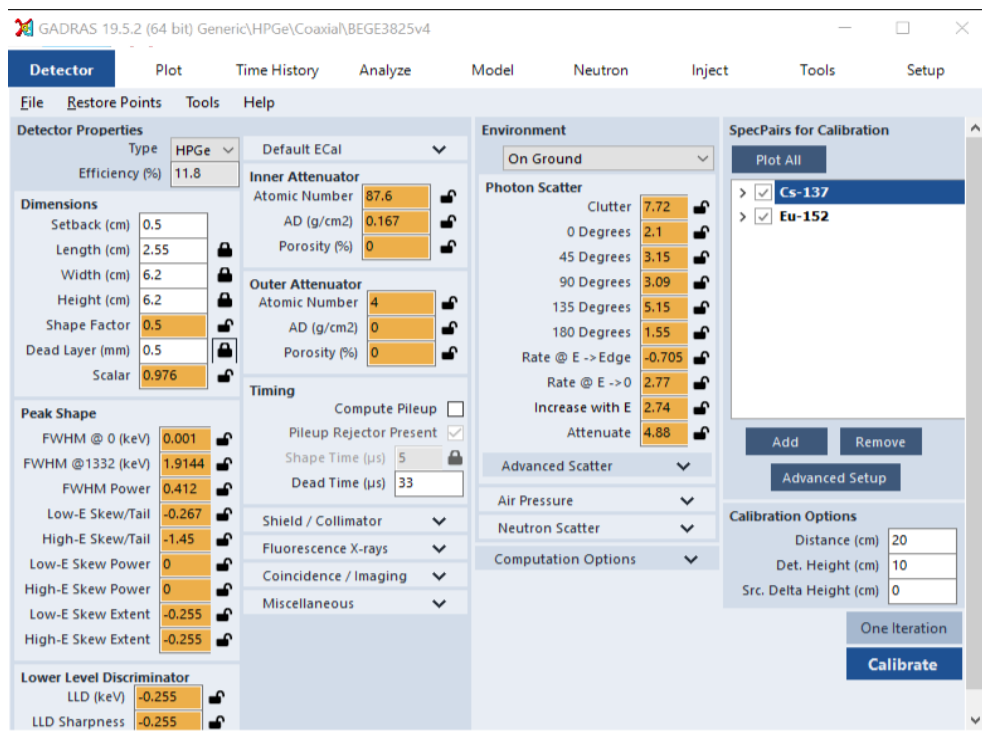 GADRAS 19.5.2 (64 bit) Generic\HPGe\Coaxial\BEGE3825v4
Detector Plot Time History Analyze Model Neutron Inject Tools Setup
File Restore Points Tools Help
Detector Properties
Type HPGe
Efficiency (%) 11.8
Dimensions
Setback (cm) 0.5
Length (cm) 2.55
Width (cm) 6.2
Height (cm) 6.2
Shape Factor 0.5
Dead Layer (mm) 0.5
Scalar 0.976
Peak Shape
FWHM @ 0 (keV) 0.001
FWHM @1332 (keV) 1.9144
FWHM Power 0.412
Low-E Skew/Tail -0.267
High-E Skew/Tail -1.45
Low-E Skew Power 0
High-E Skew Power 0
Low-E Skew Extent -0.255
High-E Skew Extent -0.255
Lower Level Discriminator
LLD (keV) -0.255
LLD Sharpness -0.255
Default ECal
Inner Attenuator
Atomic Number 87.6
AD (g/cm2) 0.167
Porosity (%) 0
Outer Attenuator
Atomic Number 4
AD (g/cm2) 0
Porosity (%) 0
Timing
Compute Pileup
Pileup Rejector Present
Shape Time (µs) 5
Dead Time (µs) 33
Shield / Collimator
Fluorescence X-rays
Coincidence / Imaging
Miscellaneous
Environment
On Ground
Photon Scatter
Clutter 7.72
0 Degrees 2.1
45 Degrees 3.15
90 Degrees 3.09
135 Degrees 5.15
180 Degrees 1.55
Rate @ E ->Edge -0.705
Rate @ E ->0 2.77
Increase with E 2.74
Attenuate 4.88
Advanced Scatter
Air Pressure
Neutron Scatter
Computation Options
SpecPairs for Calibration
Plot All
Cs-137
Eu-152
Add Remove
Advanced Setup
Calibration Options
Distance (cm) 20
Det. Height (cm) 10
Src. Delta Height (cm) 0
One Iteration
Calibrate